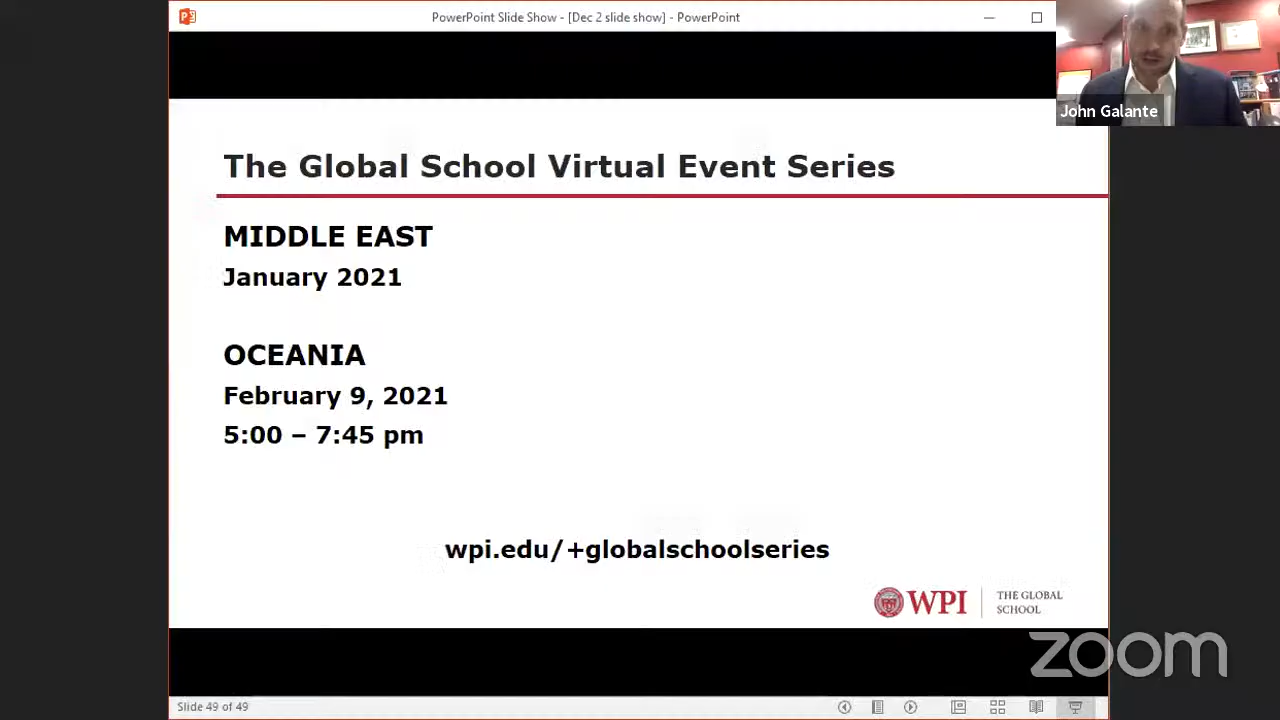 PowerPoint Slide Show - [Dec 2 slide show] - PowerPoint
John Galante
The Global School Virtual Event Series
MIDDLE EAST
January 2021
OCEANIA
February 9, 2021
5:00 – 7:45 pm
wpi.edu/+globalschoolseries
WPI
THE GLOBAL
SCHOOL
zoom
Slide 49 of 49